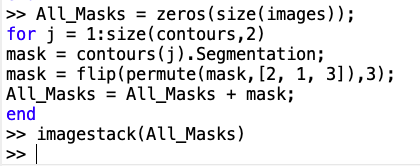 >> All_Masks = zeros(size(images));
for j = 1:size(contours,2)
mask = contours(j).Segmentation;
mask = flip(permute(mask,[2, 1, 3]),3);
All_Masks = All_Masks + mask;
end
>> imagestack(All_Masks)
>>